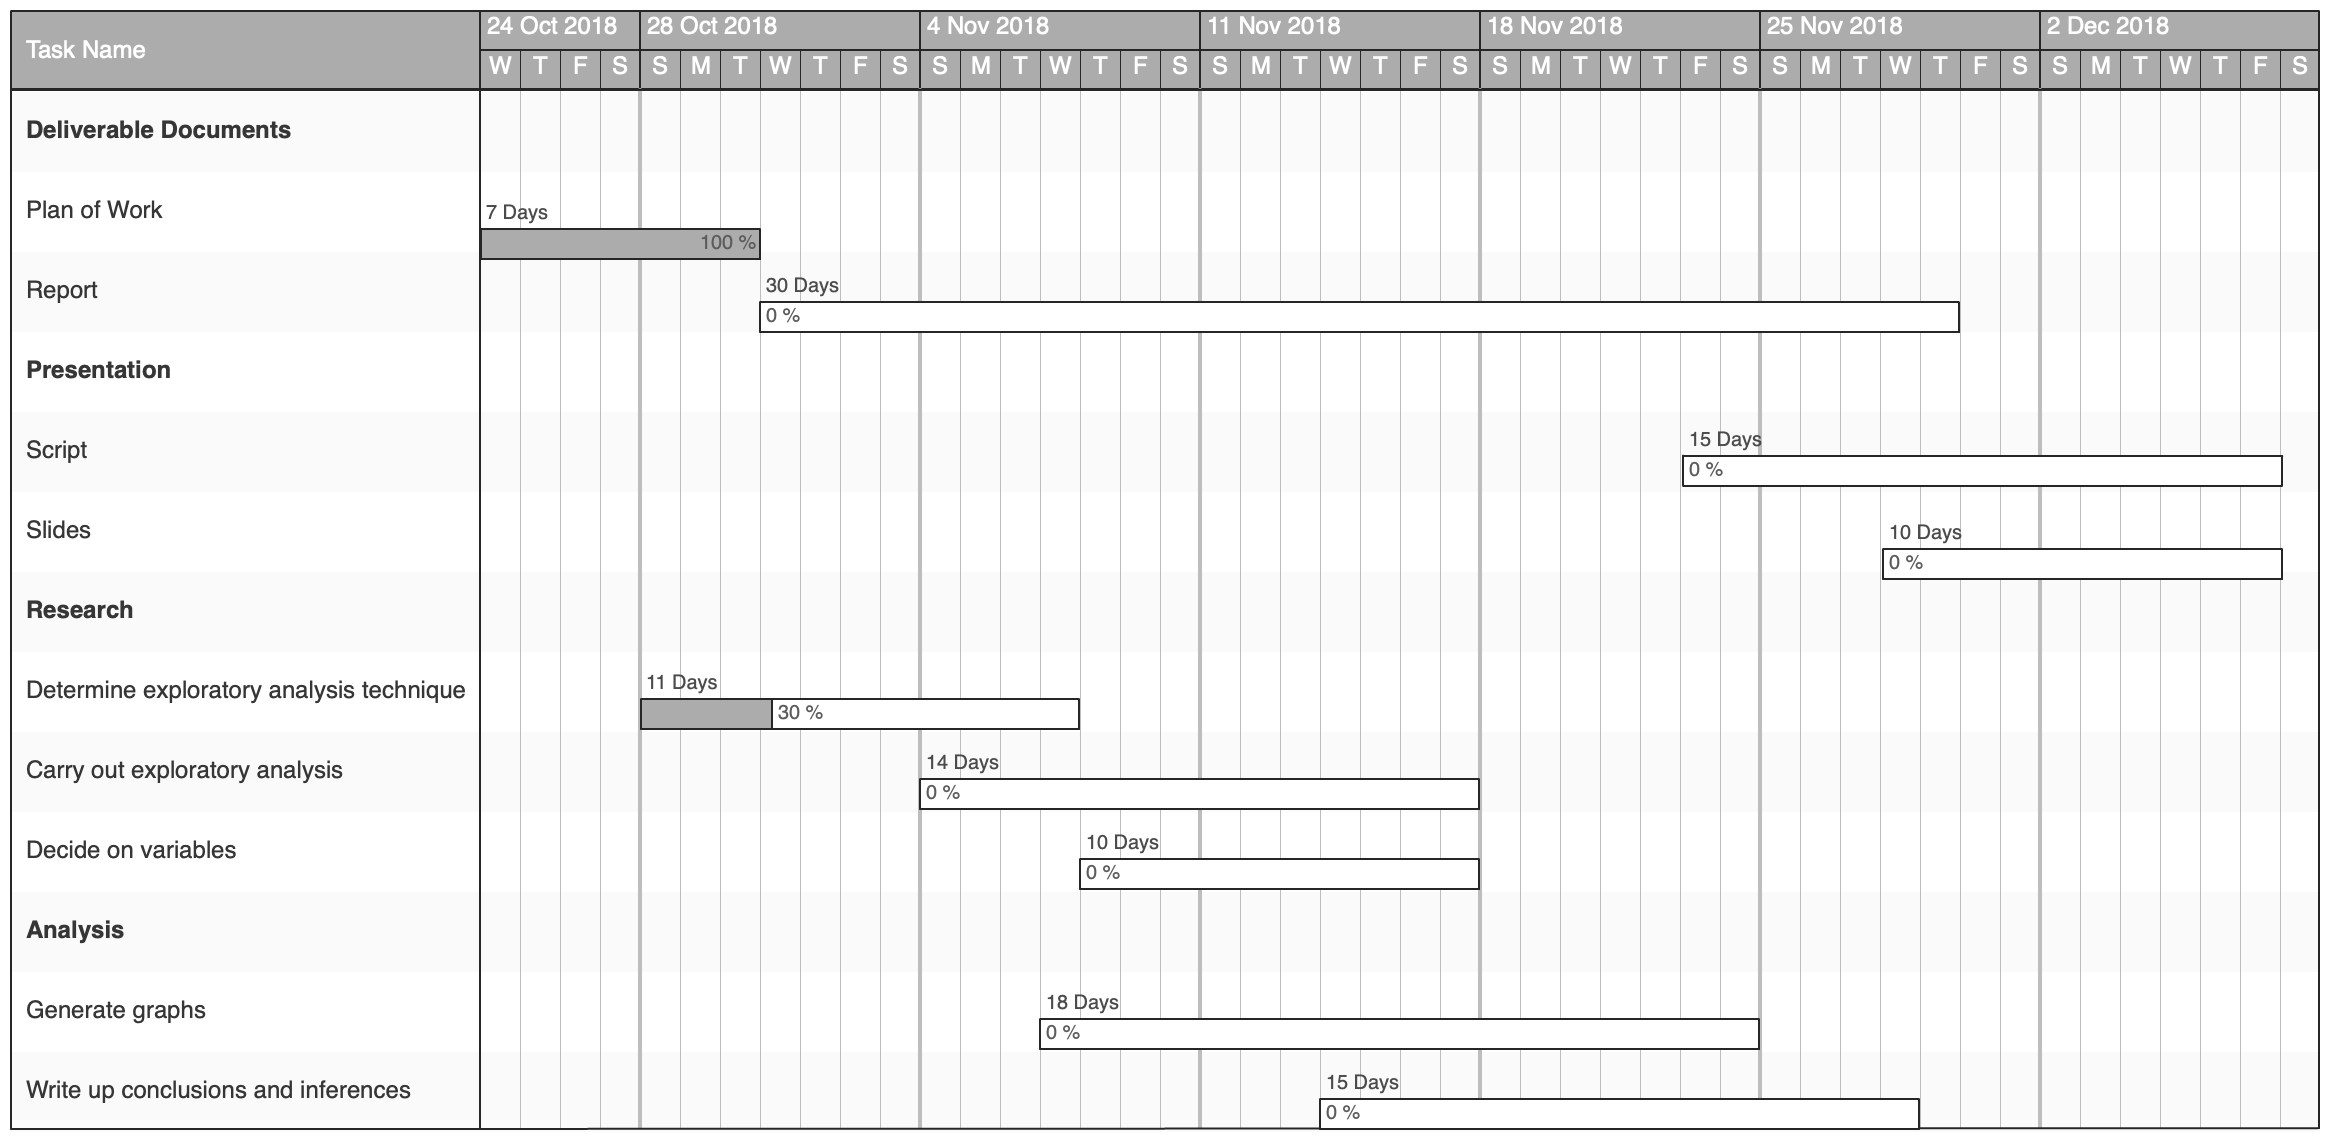 Task Name
24 Oct 2018 28 Oct 2018 4 Nov 2018 11 Nov 2018 18 Nov 2018 25 Nov 2018 2 Dec 2018
W T F S S M T W T F S S M T W T F S S M T W T F S S M T W T F S S M T W T F S S M T W T F S
Deliverable Documents
Plan of Work
7 Days
100 %
Report
30 Days
0 %
Presentation
Script
15 Days
0 %
Slides
10 Days
0 %
Research
Determine exploratory analysis technique
11 Days
30 %
Carry out exploratory analysis
14 Days
0 %
Decide on variables
10 Days
0 %
Analysis
Generate graphs
18 Days
0 %
Write up conclusions and inferences
15 Days
0 %